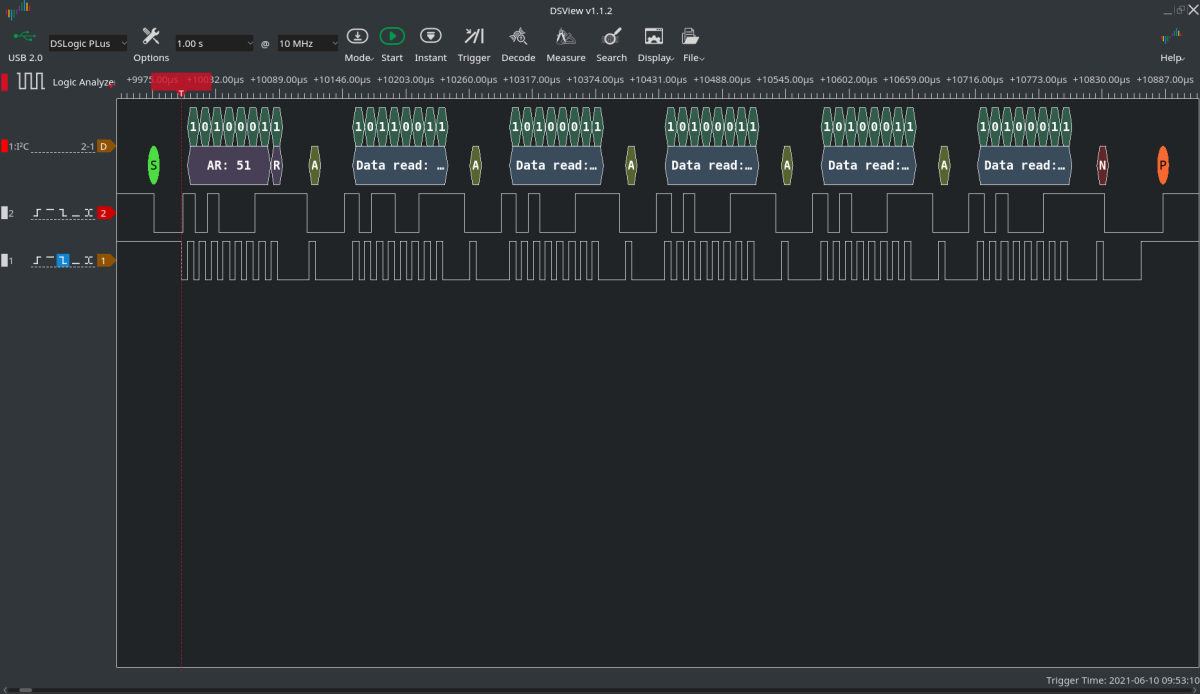 DSView v1.1.2
USB 2.0
DSLogic PLus
Options
1.00 s
@
10 MHz
Mode
Start
Instant
Trigger
Decode
Measure
Search
Display
File
Help
Logic Analyze
+9975.00µs +10032.00µs +10089.00µs +10146.00µs +10203.00µs +10260.00µs +10317.00µs +10374.00µs +10431.00µs +10488.00µs +10545.00µs +10602.00µs +10659.00µs +10716.00µs +10773.00µs +10830.00µs +10887.00µs
T
1 0 1 0 0 0 1 1 1 0 1 1 0 0 1 1 1 0 1 0 0 0 1 1 1 0 1 0 0 0 1 1 1 0 1 0 0 0 1 1 1 0 1 0 0 0 1 1
1:I²C 2-1 D
S AR: 51 R A Data read: … A Data read:… A Data read:… A Data read:… A Data read:… N P
2 2
1 1
Trigger Time: 2021-06-10 09:53:10